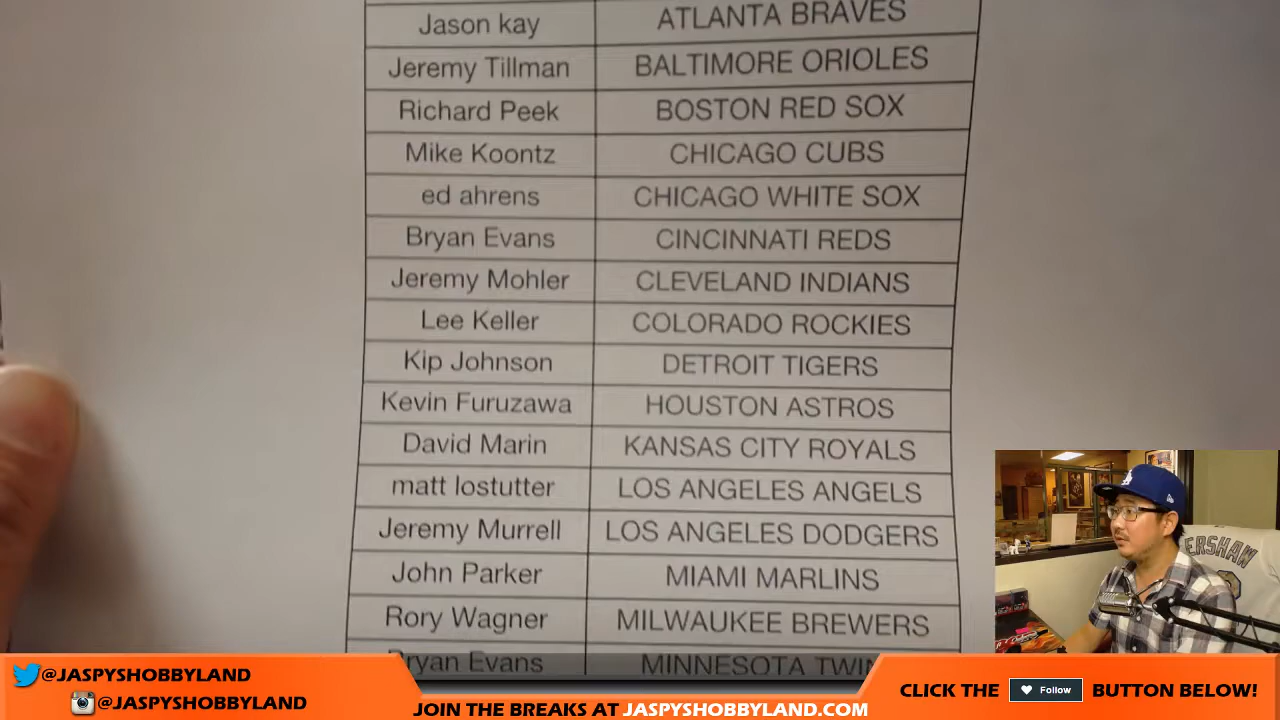 Jason kay ATLANTA BRAVES
Jeremy Tillman BALTIMORE ORIOLES
Richard Peek BOSTON RED SOX
Mike Koontz CHICAGO CUBS
ed ahrens CHICAGO WHITE SOX
Bryan Evans CINCINNATI REDS
Jeremy Mohler CLEVELAND INDIANS
Lee Keller COLORADO ROCKIES
Kip Johnson DETROIT TIGERS
Kevin Furuzawa HOUSTON ASTROS
David Marin KANSAS CITY ROYALS
matt lostutter LOS ANGELES ANGELS
Jeremy Murrell LOS ANGELES DODGERS
John Parker MIAMI MARLINS
Rory Wagner MILWAUKEE BREWERS
Bryan Evans MINNESOTA TWIN
ERSHAW
@JASPYSHOBBYLAND
@JASPYSHOBBYLAND
JOIN THE BREAKS AT JASPYSHOBBYLAND.COM
CLICK THE Follow BUTTON BELOW!